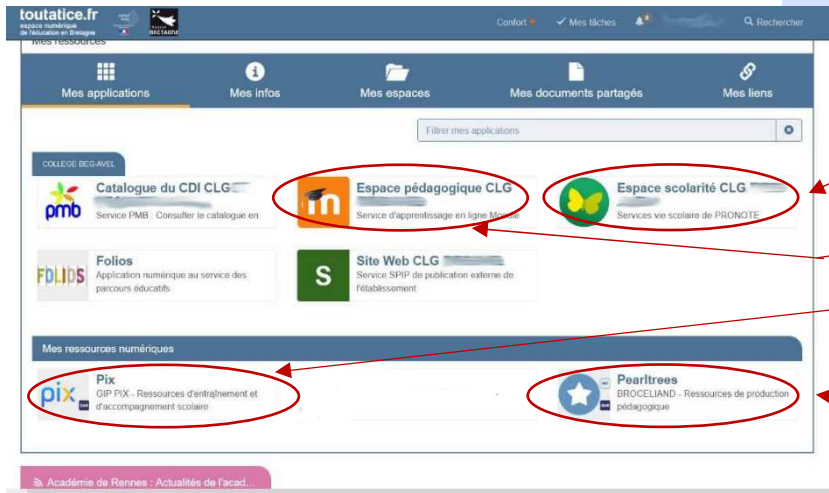 toutatice.fr
espace numérique
de l'éducation en Bretagne
BRETAGNE
Confort +
Mes tâches
Rechercher
Mes ressources
Mes applications
Mes infos
Mes espaces
Mes documents partagés
Mes liens
Filtrer mes applications
COLLEGE BEG-AVEL
pmb
Catalogue du CDI CLG
Service PMB : Consulter le catalogue en
Espace pédagogique CLG
Service d'apprentissage en ligne Moodle
Espace scolarité CLG
Services vie scolaire de PRONOTE
FOLIOS
Folios
Application numérique au service des
parcours éducatifs
S
Site Web CLG
Service SPIP de publication externe de
l'établissement
Mes ressources numériques
pix
Pix
GIP PIX - Ressources d'entraînement et
d'accompagnement scolaire
Pearltrees
BROCELIAND - Ressources de production
pédagogique
Académie de Rennes : Actualités de l'acad...